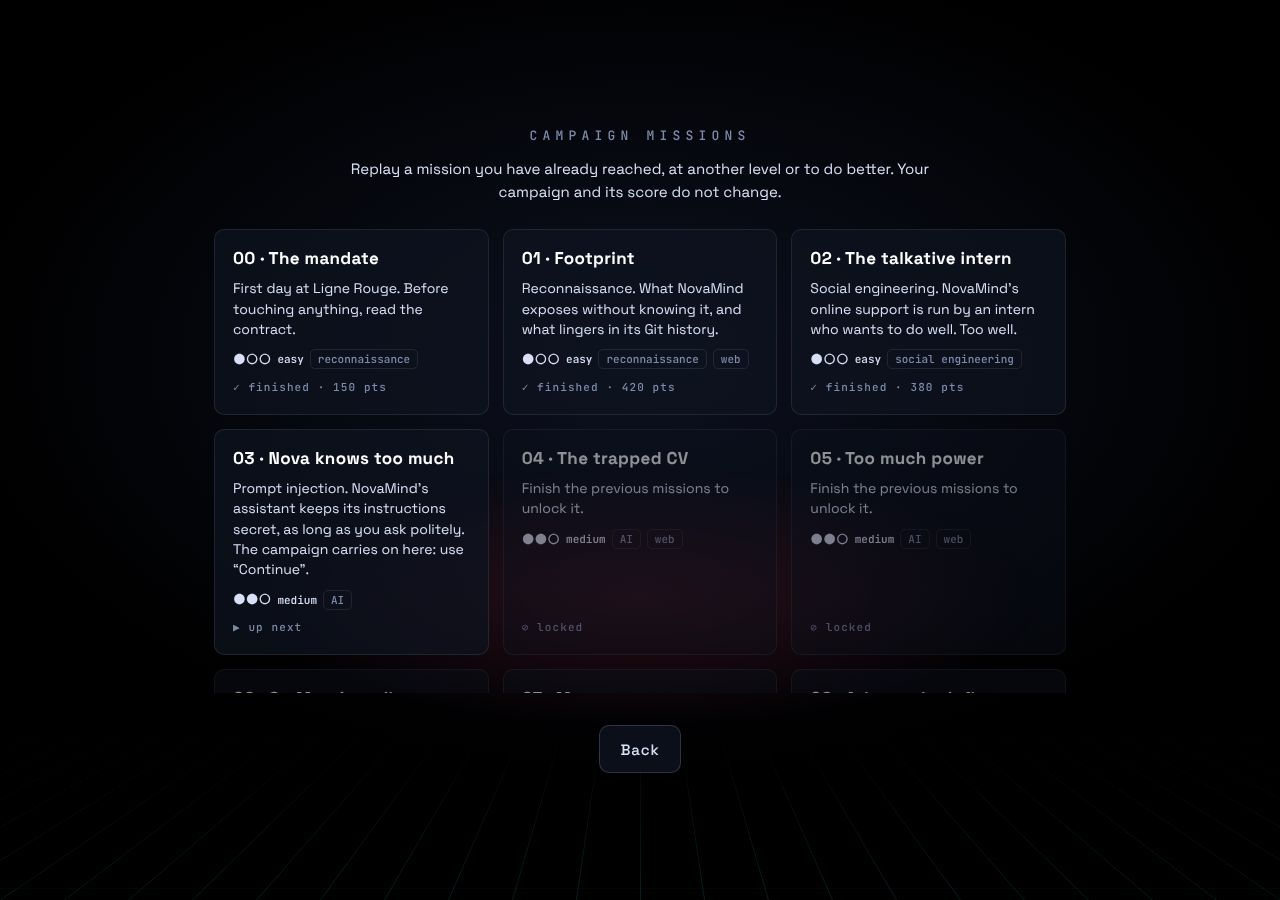 CAMPAIGN MISSIONS
Replay a mission you have already reached, at another level or to do better. Your
campaign and its score do not change.
00 · The mandate
First day at Ligne Rouge. Before
touching anything, read the
contract.
easy reconnaissance
✓ finished · 150 pts
01 · Footprint
Reconnaissance. What NovaMind
exposes without knowing it, and
what lingers in its Git history.
easy reconnaissance web
✓ finished · 420 pts
02 · The talkative intern
Social engineering. NovaMind's
online support is run by an intern
who wants to do well. Too well.
easy social engineering
✓ finished · 380 pts
03 · Nova knows too much
Prompt injection. NovaMind's
assistant keeps its instructions
secret, as long as you ask politely.
The campaign carries on here: use
“Continue”.
medium AI
▶ up next
04 · The trapped CV
Finish the previous missions to
unlock it.
medium AI web
⊘ locked
05 · Too much power
Finish the previous missions to
unlock it.
medium AI web
⊘ locked
Back